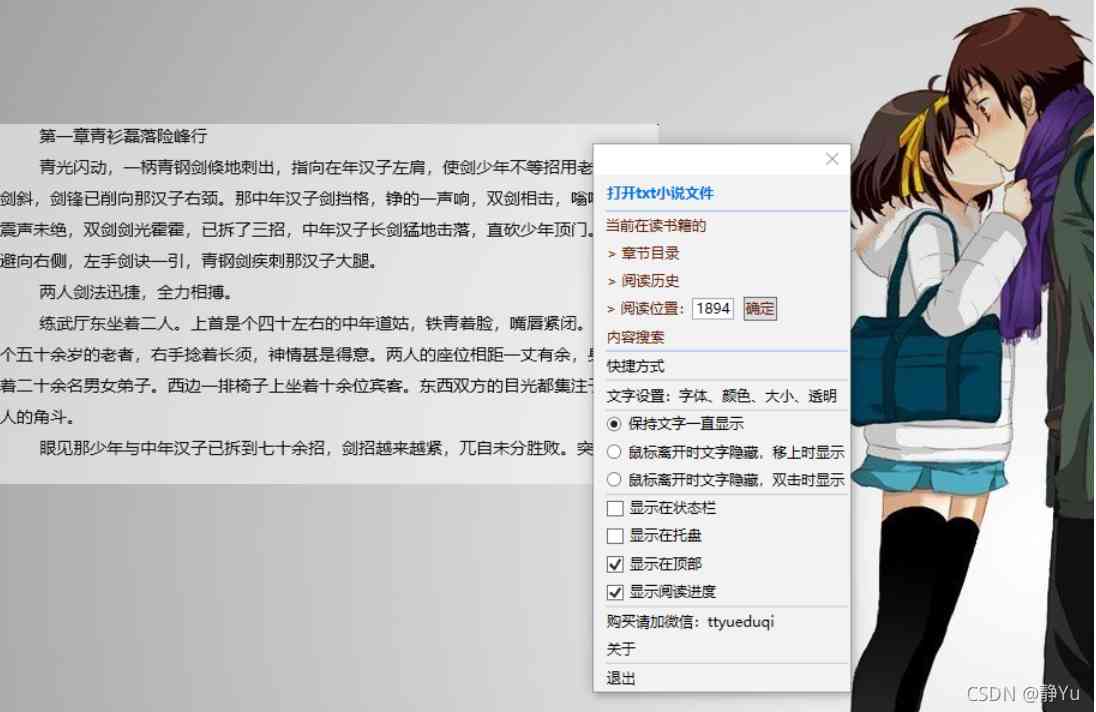 第一章青衫磊落险峰行
青光闪动，一柄青钢剑倏地刺出，指向在年汉子左肩，使剑少年不等招用老
剑斜，剑锋已削向那汉子右颈。那中年汉子剑挡格，铮的一声响，双剑相击，嗡
震声未绝，双剑剑光霍霍，已拆了三招，中年汉子长剑猛地击落，直砍少年顶门。
避向右侧，左手剑诀一引，青钢剑疾刺那汉子大腿。
两人剑法迅捷，全力相搏。
练武厅东坐着二人。上首是个四十左右的中年道姑，铁青着脸，嘴唇紧闭。
个五十余岁的老者，右手捻着长须，神情甚是得意。两人的座位相距一丈有余，
着二十余名男女弟子。西边一排椅子上坐着十余位宾客。东西双方的目光都集注
人的角斗。
眼见那少年与中年汉子已拆到七十余招，剑招越来越紧，兀自未分胜败。突
打开txt小说文件
当前在读书籍的
> 章节目录
> 阅读历史
> 阅读位置： 1894 确定
内容搜索
快捷方式
文字设置：字体、颜色、大小、透明
保持文字一直显示
鼠标离开时文字隐藏，移上时显示
鼠标离开时文字隐藏，双击时显示
显示在状态栏
显示在托盘
显示在顶部
显示阅读进度
购买请加微信：ttyueduqi
关于
退出
CSDN @静Yu